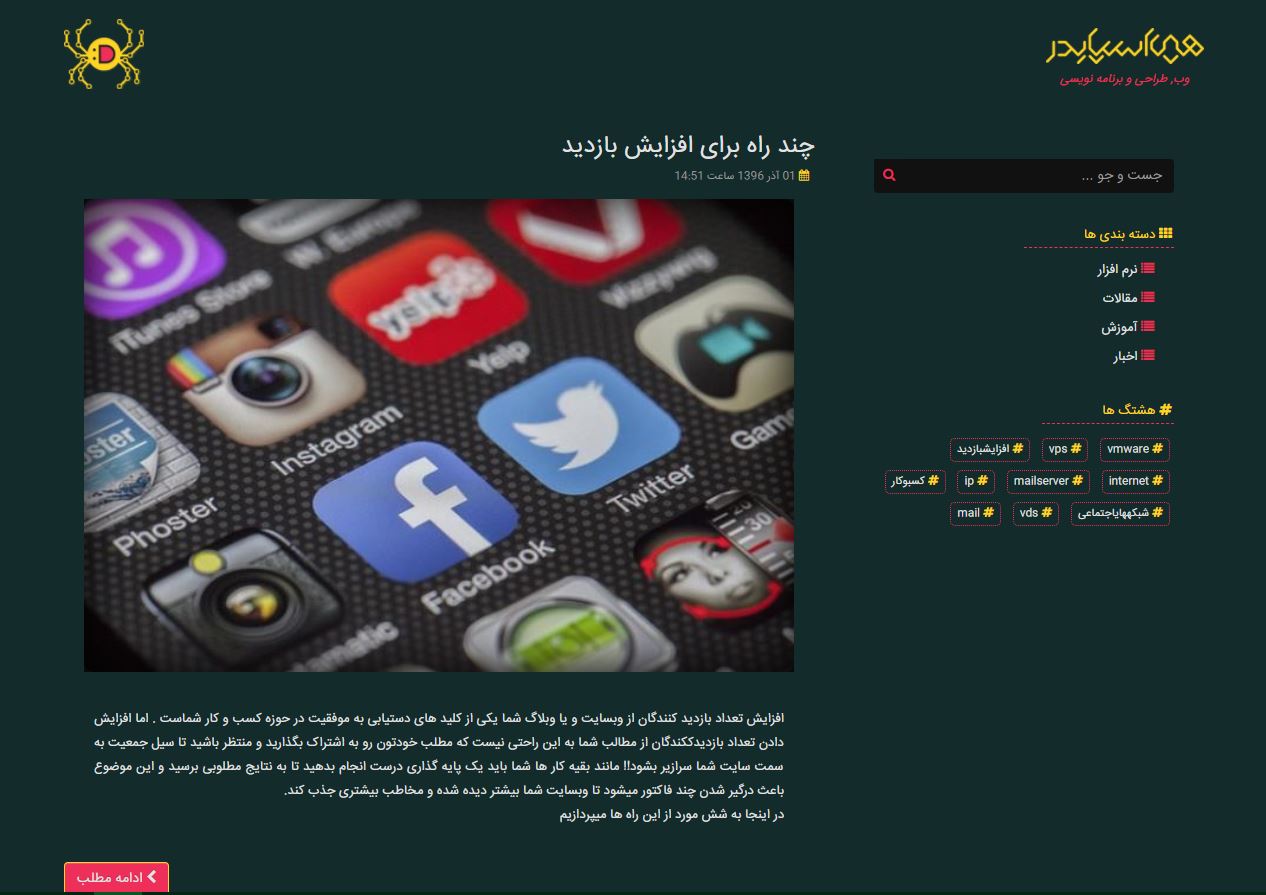 هیتا اسپایدر
وب, طراحی و برنامه نویسی
چند راه برای افزایش بازدید
01 آذر 1396 ساعت 14:51
iTunes Store
W. Europe
Vizzywig
Yelp
Yelp
Instagram
Phoster
Facebook
Twitter
30
جست و جو ...
دسته بندی ها
نرم افزار
مقالات
آموزش
اخبار
# هشتگ ها
# vmware # vps # افزایشبازدید
# internet # mailserver # ip # کسبوکار
# شبکههایاجتماعی # vds # mail
افزایش تعداد بازدید کنندگان از وبسایت و یا وبلاگ شما یکی از کلید های دستیابی به موفقیت در حوزه کسب و کار شماست . اما افزایش
دادن تعداد بازدیدککندگان از مطالب شما به این راحتی نیست که مطلب خودتون رو به اشتراک بگذارید و منتظر باشید تا سیل جمعیت به
سمت سایت شما سرازیر بشود!! مانند بقیه کار ها شما باید یک پایه گذاری درست انجام بدهید تا به نتایج مطلوبی برسید و این موضوع
باعث درگیر شدن چند فاکتور میشود تا وبسایت شما بیشتر دیده شده و مخاطب بیشتری جذب کند.
در اینجا به شش مورد از این راه ها میپردازیم
ادامه مطلب